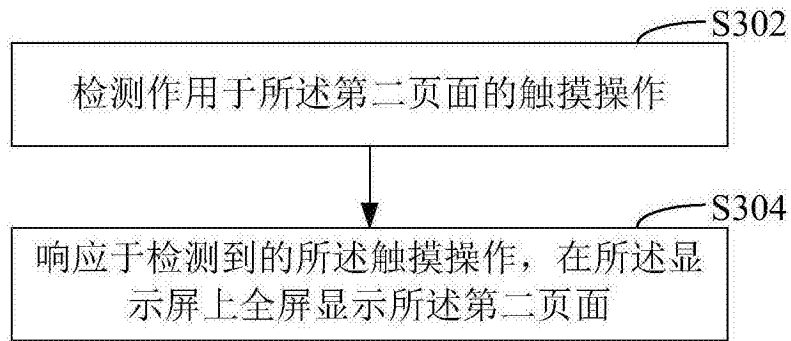 S302
检测作用于所述第二页面的触摸操作
S304
响应于检测到的所述触摸操作，在所述显
示屏上全屏显示所述第二页面